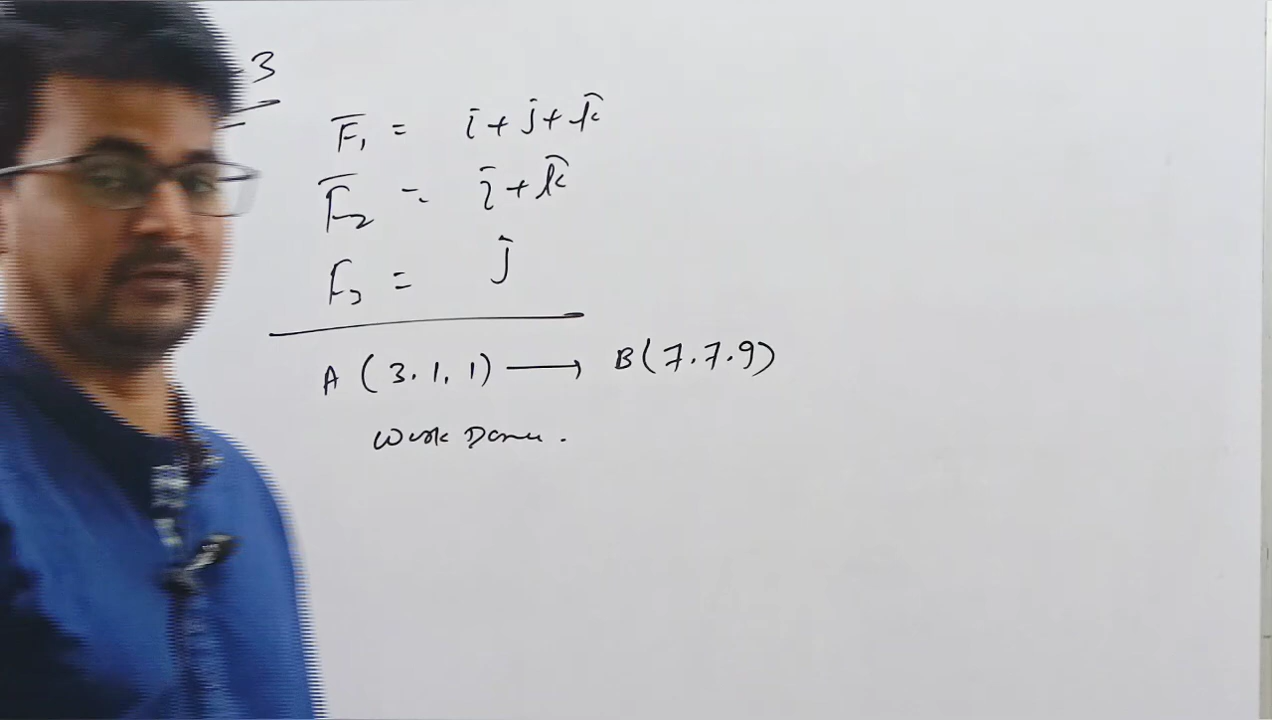 3
F̅₁ = i̅ + j̅ + k̅
F̅₂ = i̅ + k̅
F₃ = j̅
A (3. 1, 1) ⟶ B (7. 7. 9)
Work Done.